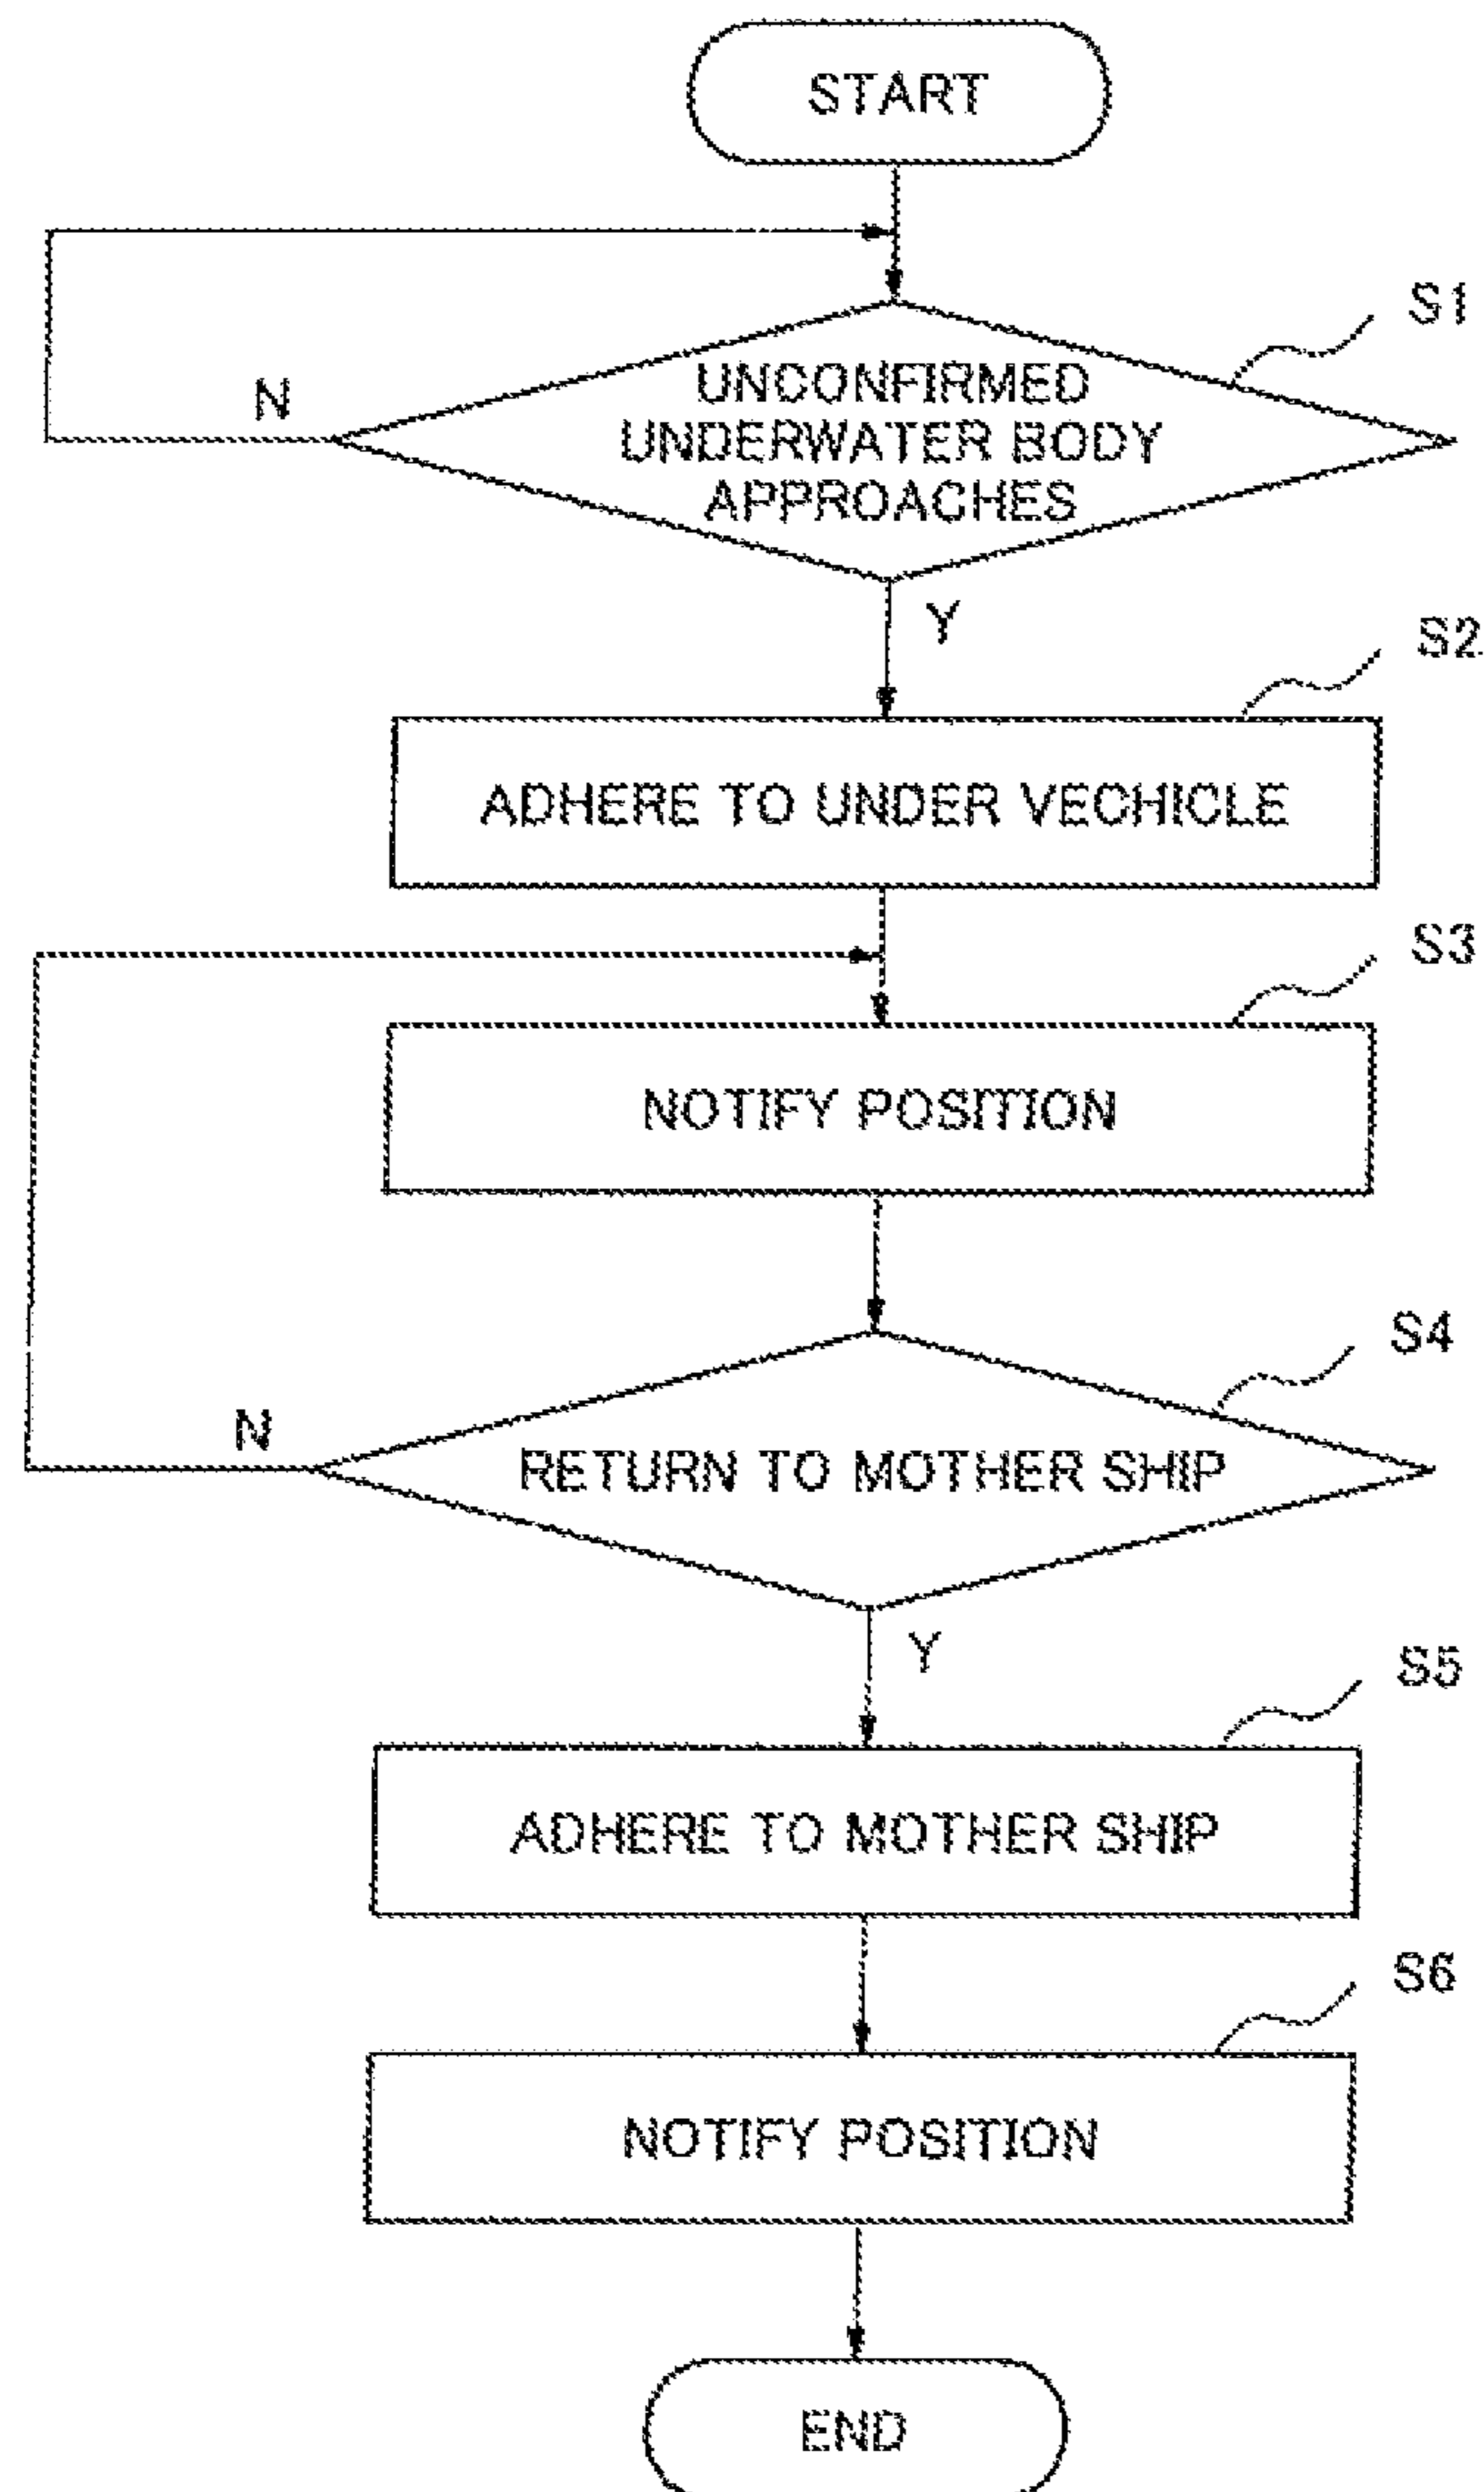 START
S1
N
UNCONFIRMED
UNDERWATER BODY
APPROACHES
Y
S2
ADHERE TO UNDER VECHICLE
S3
NOTIFY POSITION
S4
N
RETURN TO MOTHER SHIP
Y
S5
ADHERE TO MOTHER SHIP
S6
NOTIFY POSITION
END